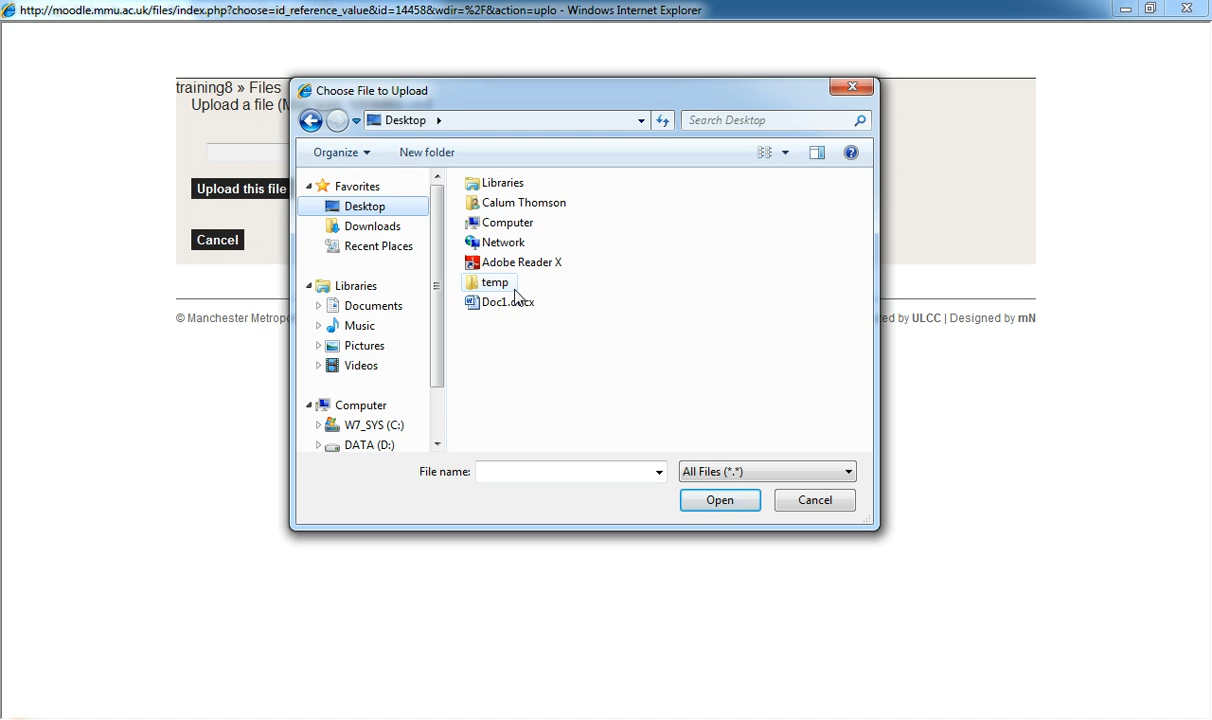 http://moodle.mmu.ac.uk/files/index.php?choose=id_reference_value&id=14458&wdir=%2F&action=uplo - Windows Internet Explorer
training8 » Files
Upload a file (M
Upload this file
Cancel
Choose File to Upload
Desktop
Search Desktop
Organize
New folder
Favorites
Desktop
Downloads
Recent Places
Libraries
Documents
Music
Pictures
Videos
Computer
W7_SYS (C:)
DATA (D:)
Libraries
Calum Thomson
Computer
Network
Adobe Reader X
temp
Doc1.docx
File name:
All Files (*.*)
Open
Cancel
© Manchester Metropo
ed by ULCC | Designed by mN